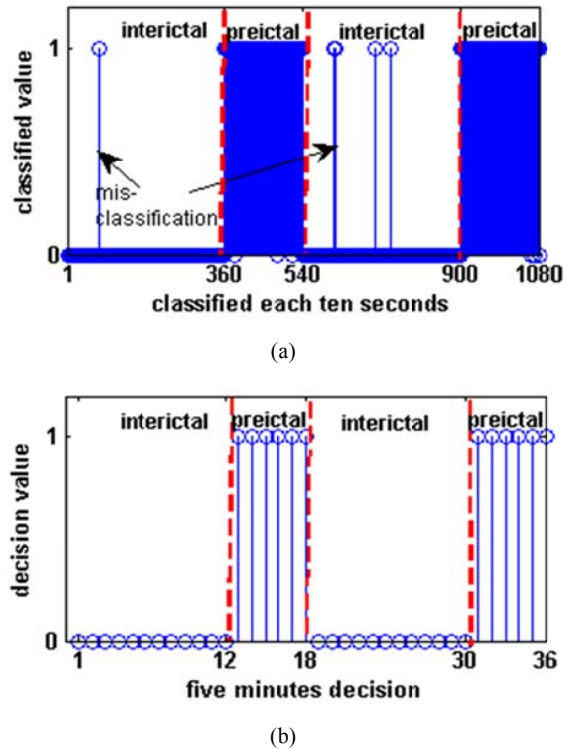 interictal preictal interictal preictal
1
classified value
mis-
classification
0
1 360 540 900 1080
classified each ten seconds
(a)
interictal preictal interictal preictal
1
decision value
0
1 12 18 30 36
five minutes decision
(b)